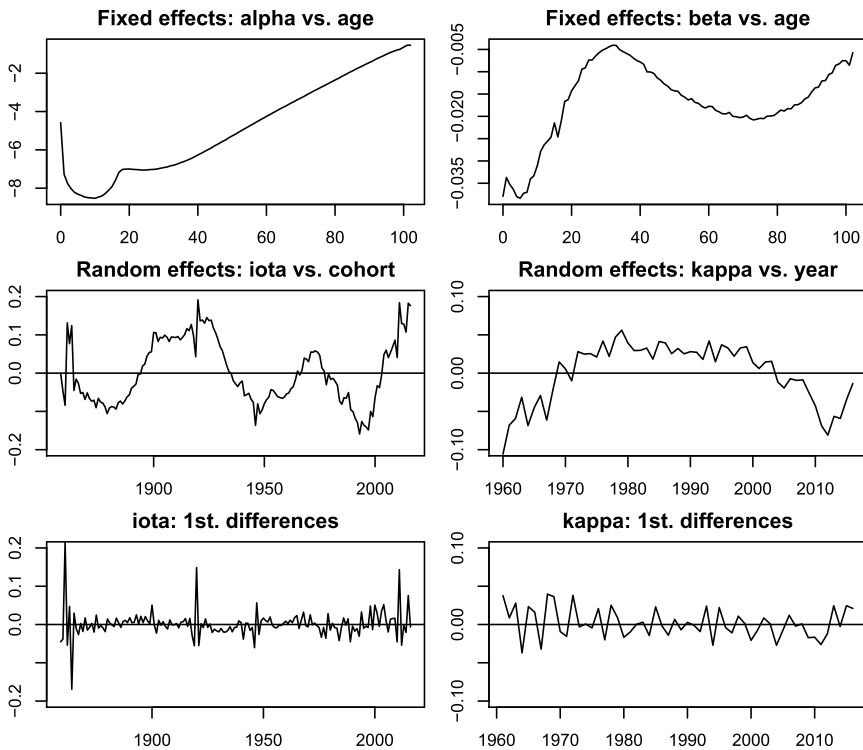 Fixed effects: alpha vs. age
−2
−4
−6
−8
0 20 40 60 80 100
Fixed effects: beta vs. age
−0.005
−0.020
−0.035
0 20 40 60 80 100
Random effects: iota vs. cohort
0.2
0.1
0.0
−0.2
1900 1950 2000
Random effects: kappa vs. year
0.10
0.00
−0.10
1960 1970 1980 1990 2000 2010
iota: 1st. differences
0.2
0.1
0.0
−0.2
1900 1950 2000
kappa: 1st. differences
0.10
0.00
−0.10
1960 1970 1980 1990 2000 2010